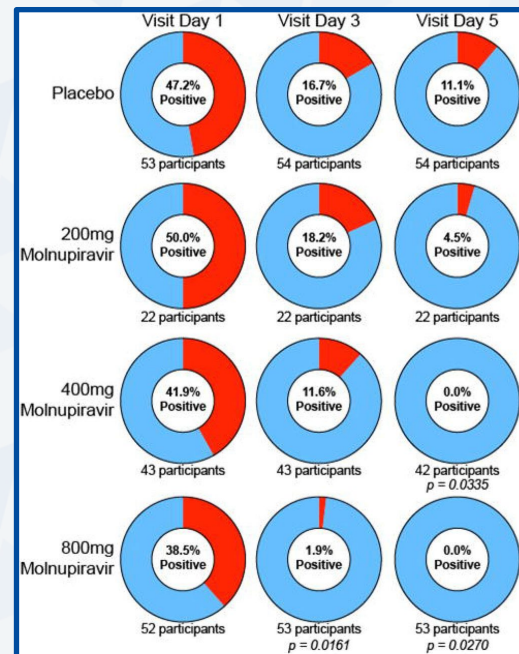 Visit Day 1 Visit Day 3 Visit Day 5
Placebo
47.2%
Positive
16.7%
Positive
11.1%
Positive
53 participants 54 participants 54 participants
200mg
Molnupiravir
50.0%
Positive
18.2%
Positive
4.5%
Positive
22 participants 22 participants 22 participants
400mg
Molnupiravir
41.9%
Positive
11.6%
Positive
0.0%
Positive
43 participants 43 participants 42 participants
p = 0.0335
800mg
Molnupiravir
38.5%
Positive
1.9%
Positive
0.0%
Positive
52 participants 53 participants 53 participants
p = 0.0161 p = 0.0270